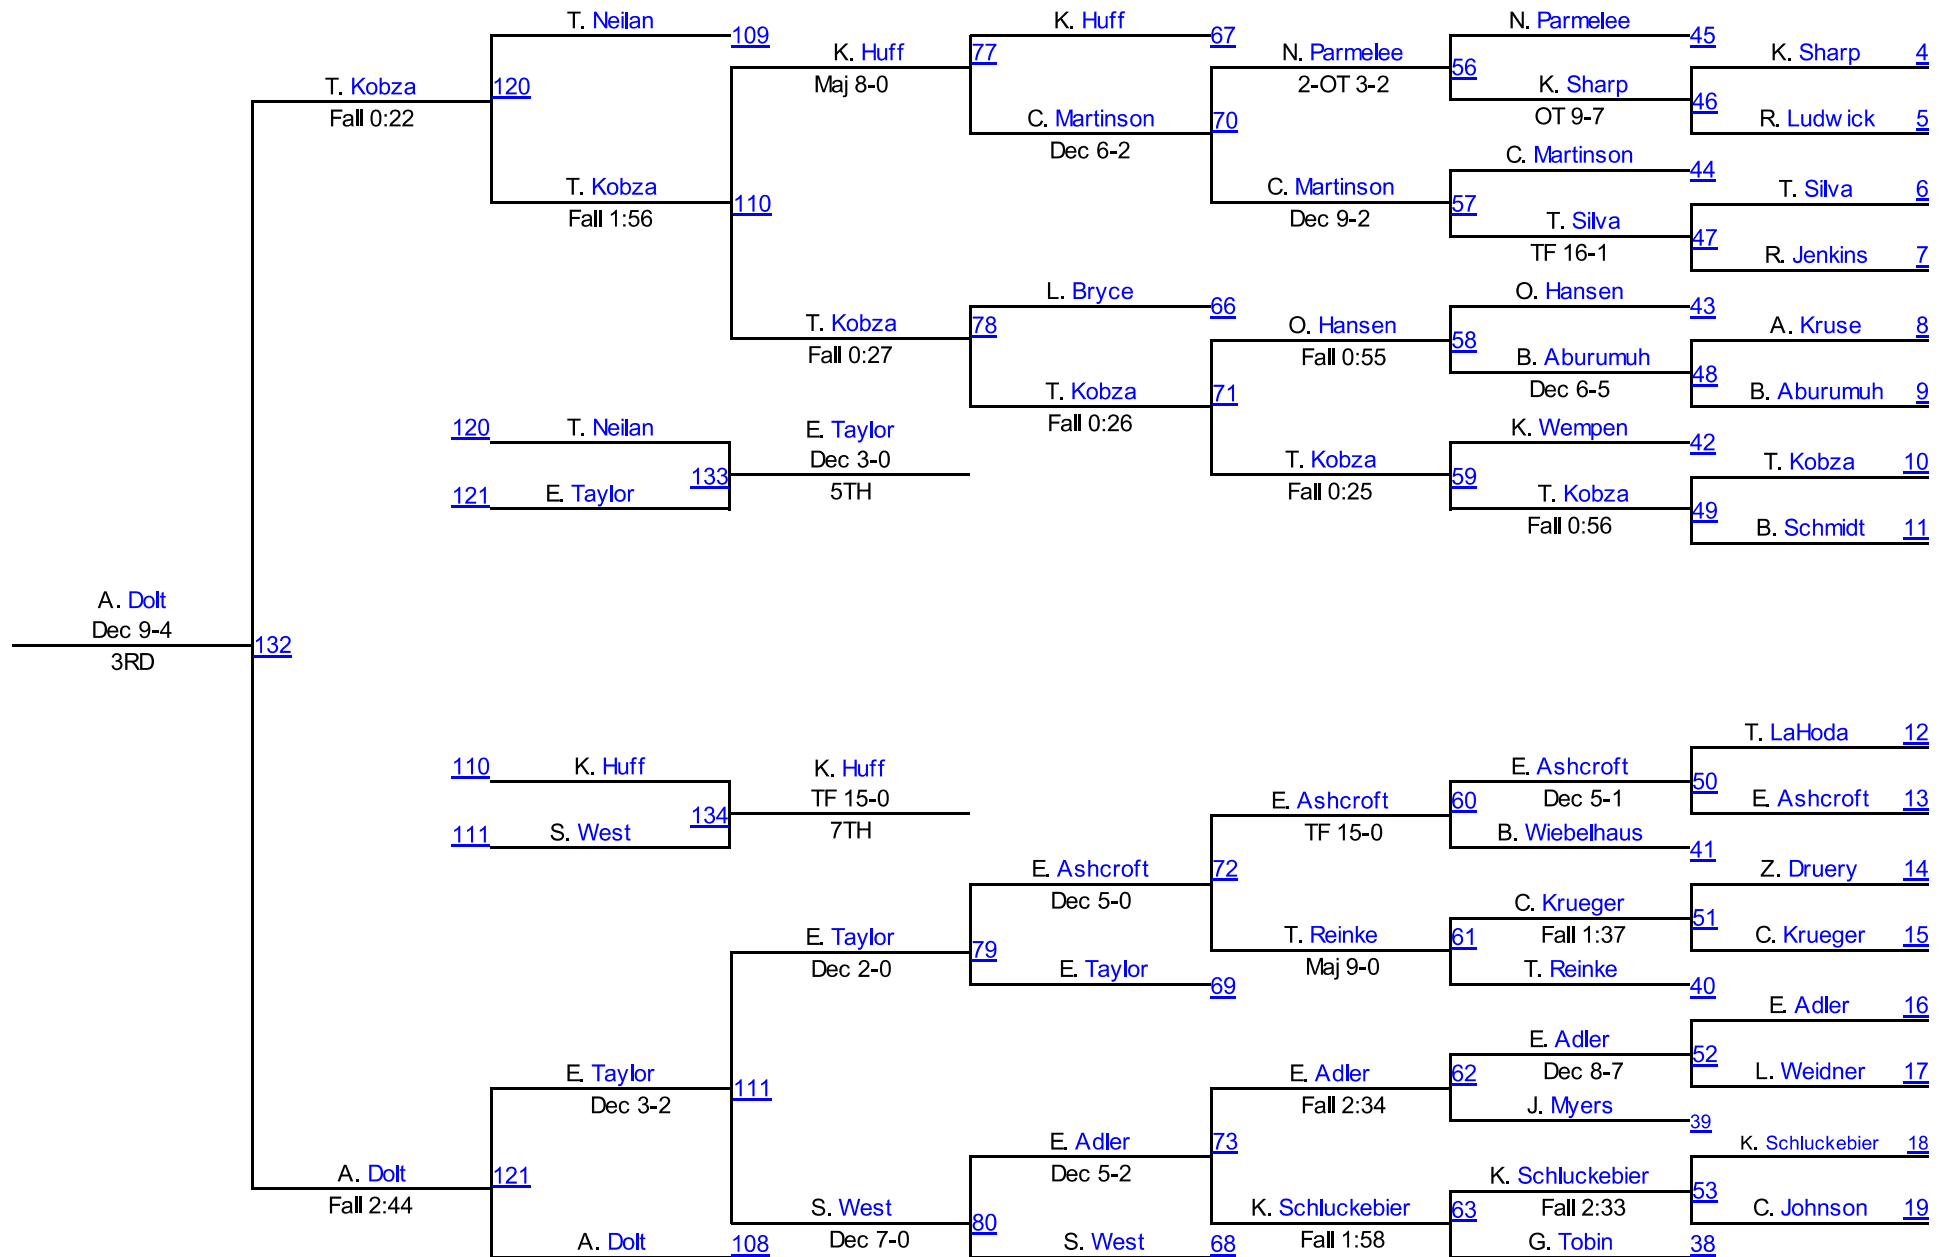 T. Neilan
109
K. Huff
67
N. Parmelee
45
K. Huff
Maj 8-0
77
N. Parmelee
2-OT 3-2
56
K. Sharp
4
T. Kobza
Fall 0:22
120
K. Sharp
OT 9-7
46
C. Martinson
Dec 6-2
70
R. Ludwick
5
C. Martinson
44
T. Kobza
Fall 1:56
110
C. Martinson
Dec 9-2
57
T. Silva
6
T. Silva
TF 16-1
47
R. Jenkins
7
L. Bryce
66
O. Hansen
43
T. Kobza
Fall 0:27
78
O. Hansen
Fall 0:55
58
A. Kruse
8
B. Aburumuh
Dec 6-5
48
T. Kobza
Fall 0:26
71
B. Aburumuh
9
120
T. Neilan
E. Taylor
Dec 3-0
5TH
133
K. Wempen
42
121
E. Taylor
T. Kobza
Fall 0:25
59
T. Kobza
10
T. Kobza
Fall 0:56
49
B. Schmidt
11
A. Dolt
Dec 9-4
3RD
132
T. LaHoda
12
110
K. Huff
K. Huff
TF 15-0
7TH
134
E. Ashcroft
Dec 5-1
50
111
S. West
E. Ashcroft
TF 15-0
60
E. Ashcroft
13
B. Wiebelhaus
41
E. Ashcroft
Dec 5-0
72
Z. Druery
14
C. Krueger
Fall 1:37
51
E. Taylor
Dec 2-0
79
T. Reinke
Maj 9-0
61
C. Krueger
15
E. Taylor
69
T. Reinke
40
E. Adler
16
E. Adler
Dec 8-7
52
E. Taylor
Dec 3-2
111
E. Adler
Fall 2:34
62
L. Weidner
17
J. Myers
39
E. Adler
Dec 5-2
73
K. Schluckebier
18
A. Dolt
Fall 2:44
121
K. Schluckebier
Fall 2:33
53
S. West
Dec 7-0
80
K. Schluckebier
Fall 1:58
63
C. Johnson
19
A. Dolt
108
S. West
68
G. Tobin
38